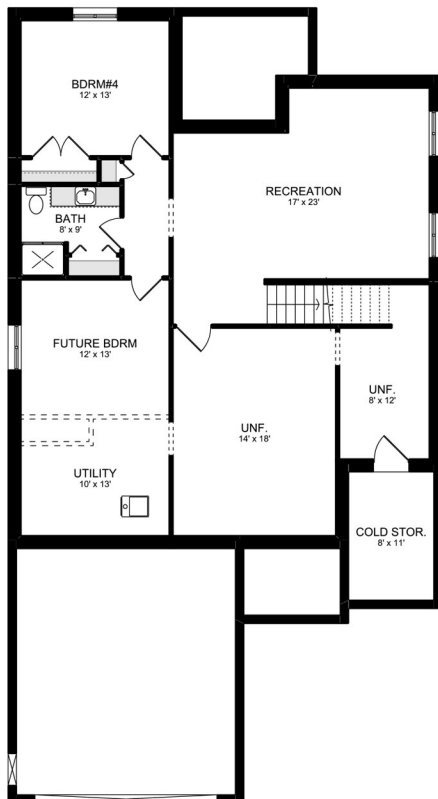 BDRM#4
12' x 13'
RECREATION
17' x 23'
BATH
8' x 9'
FUTURE BDRM
12' x 13'
UNF.
8' x 12'
UNF.
14' x 18'
UTILITY
10' x 13'
COLD STOR.
8' x 11'